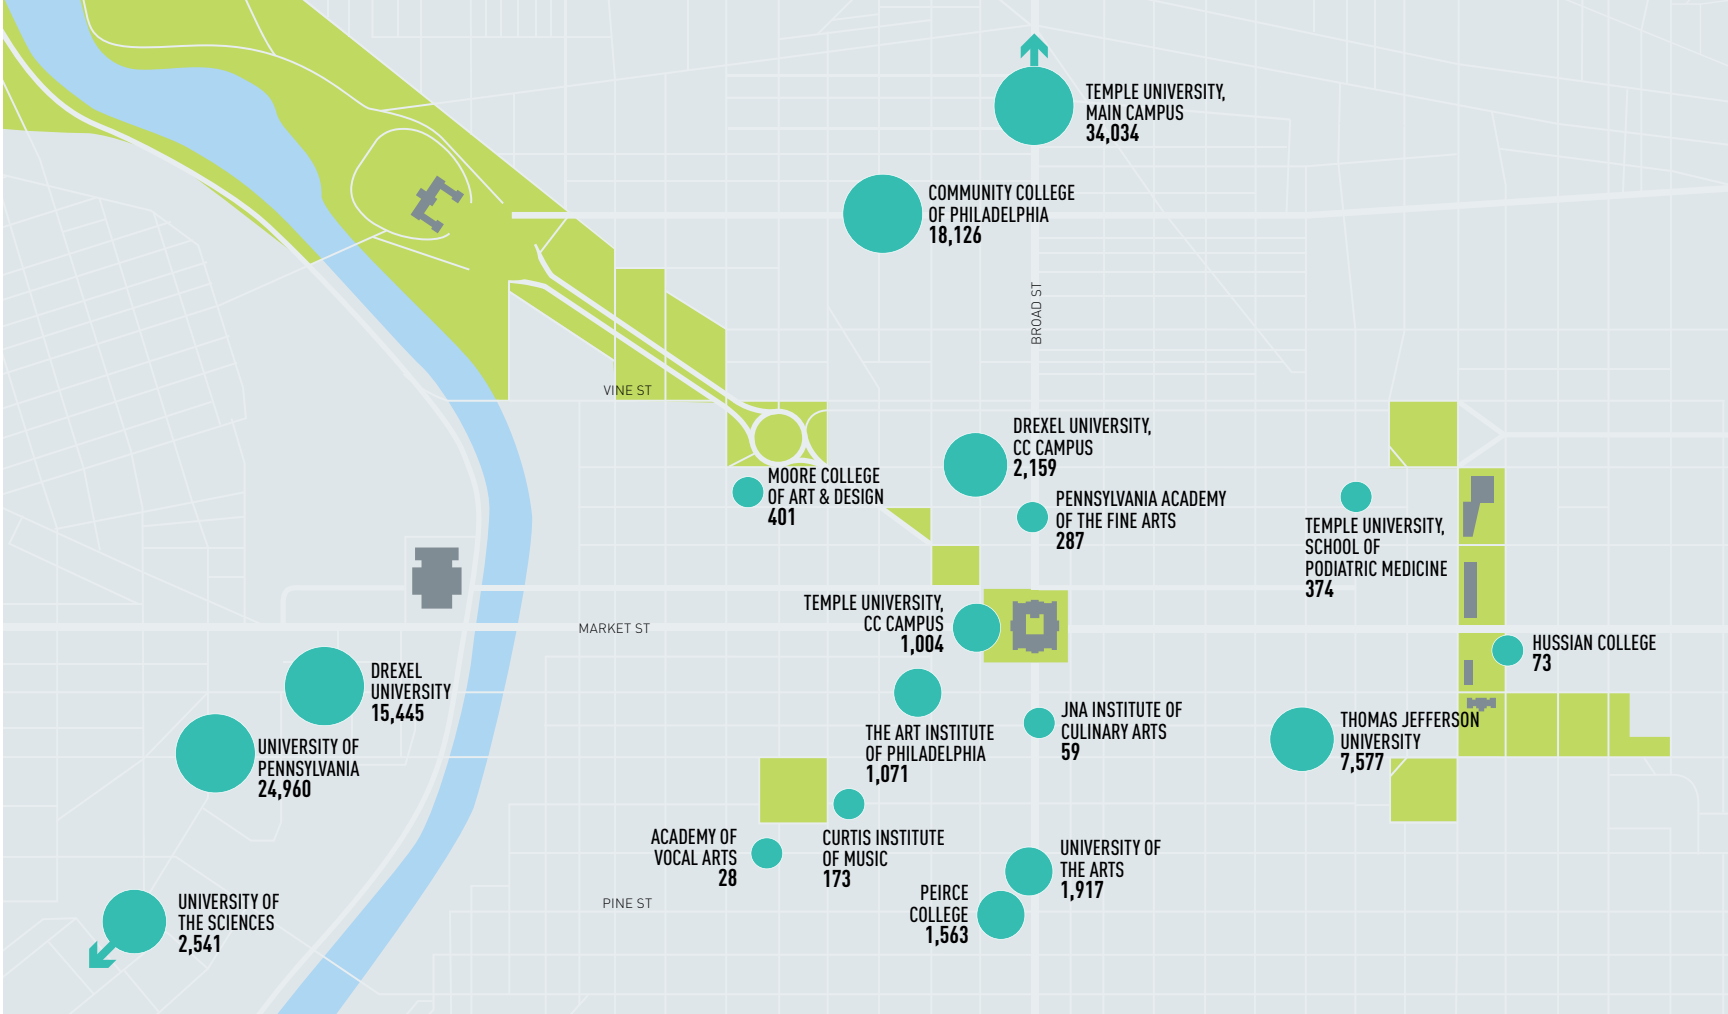 TEMPLE UNIVERSITY,
MAIN CAMPUS
34,034
COMMUNITY COLLEGE
OF PHILADELPHIA
18,126
BROAD ST
VINE ST
DREXEL UNIVERSITY,
CC CAMPUS
2,159
MOORE COLLEGE
OF ART & DESIGN
401
PENNSYLVANIA ACADEMY
OF THE FINE ARTS
287
TEMPLE UNIVERSITY,
SCHOOL OF
PODIATRIC MEDICINE
374
TEMPLE UNIVERSITY,
CC CAMPUS
1,004
MARKET ST
HUSSIAN COLLEGE
73
DREXEL
UNIVERSITY
15,445
UNIVERSITY OF
PENNSYLVANIA
24,960
THE ART INSTITUTE
OF PHILADELPHIA
1,071
JNA INSTITUTE OF
CULINARY ARTS
59
THOMAS JEFFERSON
UNIVERSITY
7,577
ACADEMY OF
VOCAL ARTS
28
CURTIS INSTITUTE
OF MUSIC
173
UNIVERSITY OF
THE ARTS
1,917
PEIRCE
COLLEGE
1,563
PINE ST
UNIVERSITY OF
THE SCIENCES
2,541